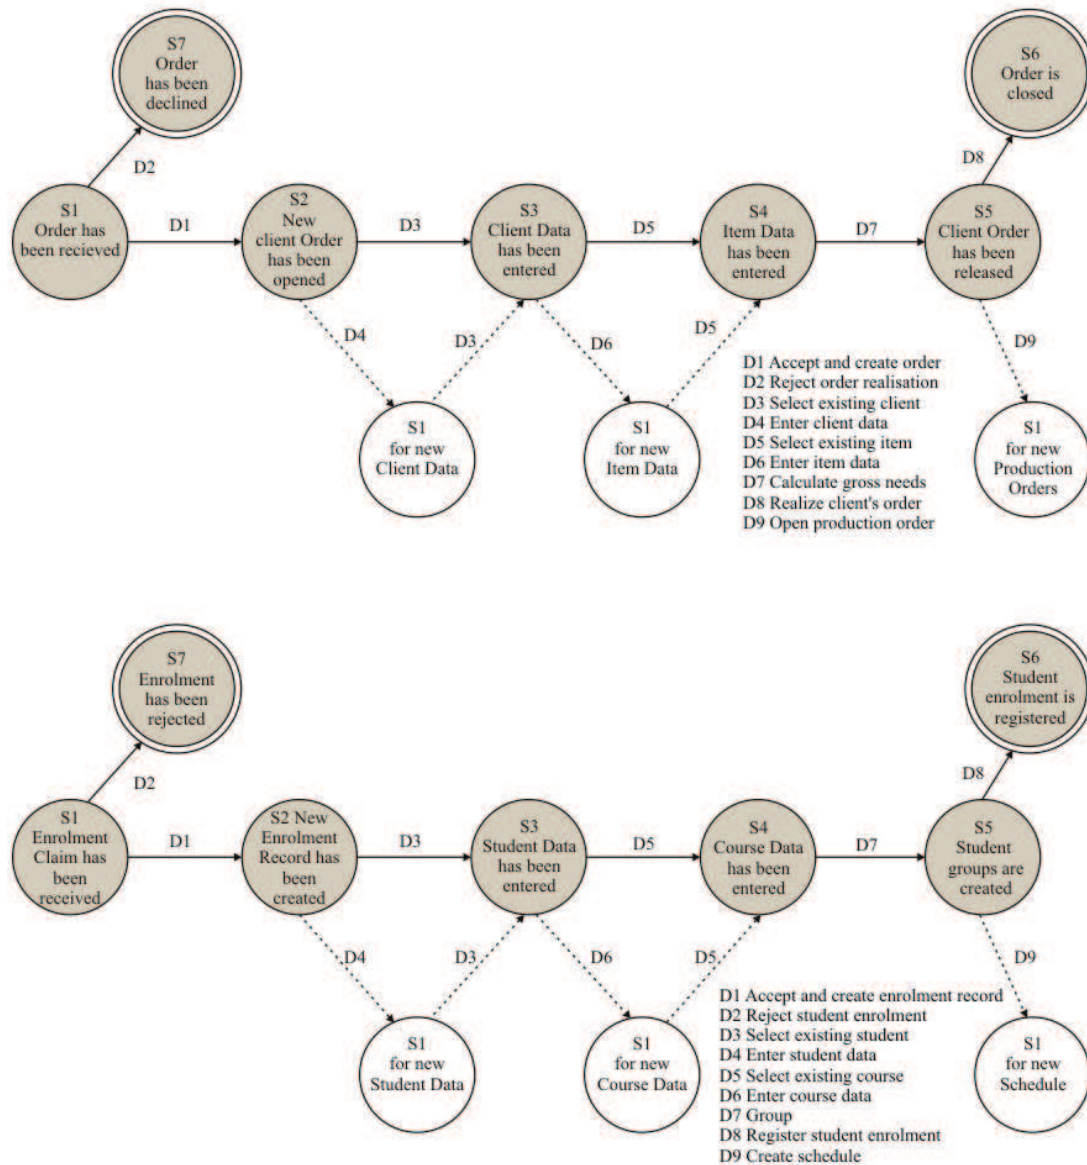 S7
Order
has been
declined
S6
Order is
closed
D2
D8
S1
Order has
been recieved
D1
S2
New
client Order
has been
opened
D3
S3
Client Data
has been
entered
D5
S4
Item Data
has been
entered
D7
S5
Client Order
has been
released
D4
D3
D6
D5
D9
S1
for new
Client Data
S1
for new
Item Data
S1
for new
Production
Orders
D1 Accept and create order
D2 Reject order realisation
D3 Select existing client
D4 Enter client data
D5 Select existing item
D6 Enter item data
D7 Calculate gross needs
D8 Realize client's order
D9 Open production order
S7
Enrolment
has been
rejected
S6
Student
enrolment is
registered
D2
D8
S1
Enrolment
Claim has
been
received
D1
S2 New
Enrolment
Record has
been
created
D3
S3
Student Data
has been
entered
D5
S4
Course Data
has been
entered
D7
S5
Student
groups are
created
D4
D3
D6
D5
D9
S1
for new
Student Data
S1
for new
Course Data
S1
for new
Schedule
D1 Accept and create enrolment record
D2 Reject student enrolment
D3 Select existing student
D4 Enter student data
D5 Select existing course
D6 Enter course data
D7 Group
D8 Register student enrolment
D9 Create schedule